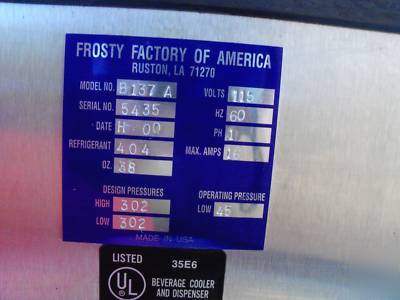 FROSTY FACTORY OF AMERICA
RUSTON, LA 71270
MODEL NO. B137 A VOLTS 115
SERIAL NO. 5435 HZ 60
DATE H-00 PH 1
REFRIGERANT 404 MAX. AMPS 16
OZ. 38
DESIGN PRESSURES OPERATING PRESSURE
HIGH 302
LOW 302 LOW 45
MADE IN USA
LISTED 35E6
UL BEVERAGE COOLER
AND DISPENSER